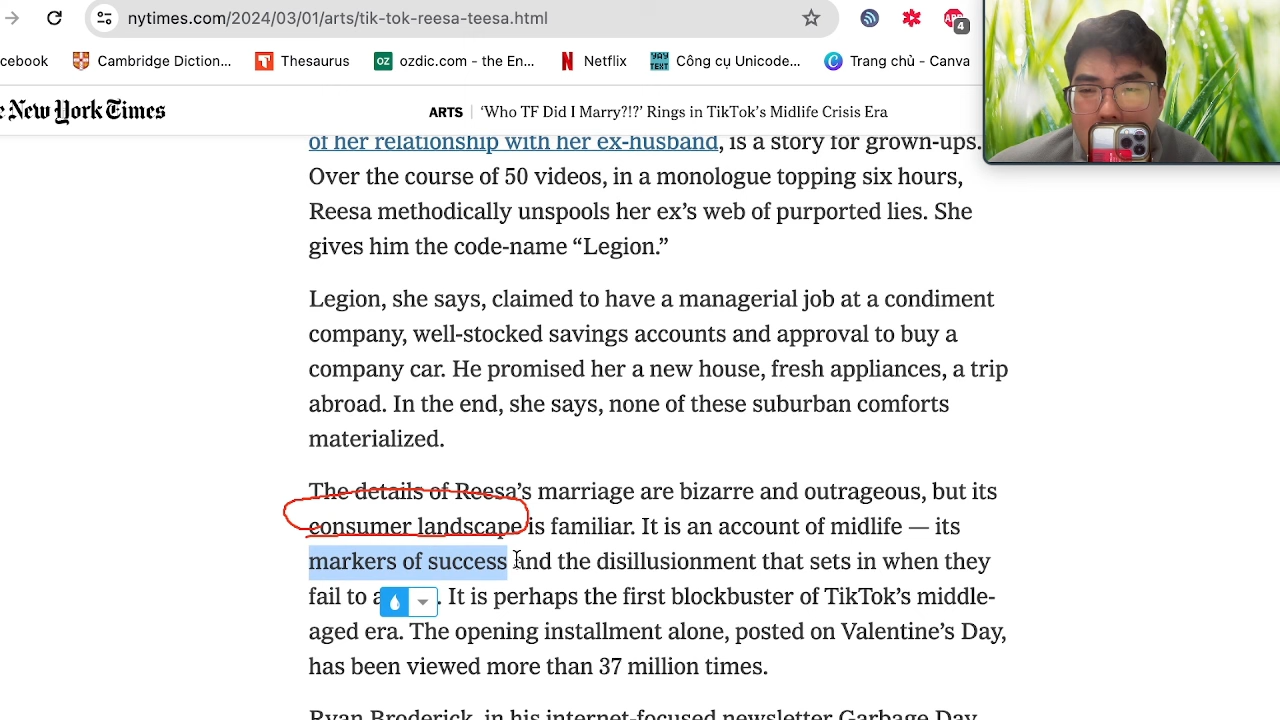 nytimes.com/2024/03/01/arts/tik-tok-reesa-teesa.html
4
cebook Cambridge Diction... Thesaurus ozdic.com - the En... Netflix Công cụ Unicode... Trang chủ - Canva
New York Times ARTS | ‘Who TF Did I Marry?!?’ Rings in TikTok’s Midlife Crisis Era
of her relationship with her ex-husband, is a story for grown-ups.
Over the course of 50 videos, in a monologue topping six hours,
Reesa methodically unspools her ex’s web of purported lies. She
gives him the code-name “Legion.”
Legion, she says, claimed to have a managerial job at a condiment
company, well-stocked savings accounts and approval to buy a
company car. He promised her a new house, fresh appliances, a trip
abroad. In the end, she says, none of these suburban comforts
materialized.
The details of Reesa’s marriage are bizarre and outrageous, but its
consumer landscape is familiar. It is an account of midlife — its
markers of success and the disillusionment that sets in when they
fail to a . It is perhaps the first blockbuster of TikTok’s middle-
aged era. The opening installment alone, posted on Valentine’s Day,
has been viewed more than 37 million times.
Ryan Broderick, in his internet-focused newsletter Garbage Day,